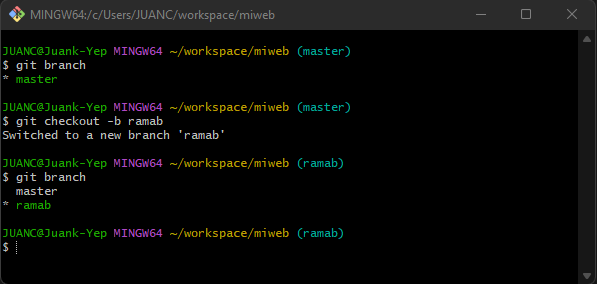 MINGW64:/c/Users/JUANC/workspace/miweb
JUANC@Juank-Yep MINGW64 ~/workspace/miweb (master)
$ git branch
* master
JUANC@Juank-Yep MINGW64 ~/workspace/miweb (master)
$ git checkout -b ramab
Switched to a new branch 'ramab'
JUANC@Juank-Yep MINGW64 ~/workspace/miweb (ramab)
$ git branch
  master
* ramab
JUANC@Juank-Yep MINGW64 ~/workspace/miweb (ramab)
$